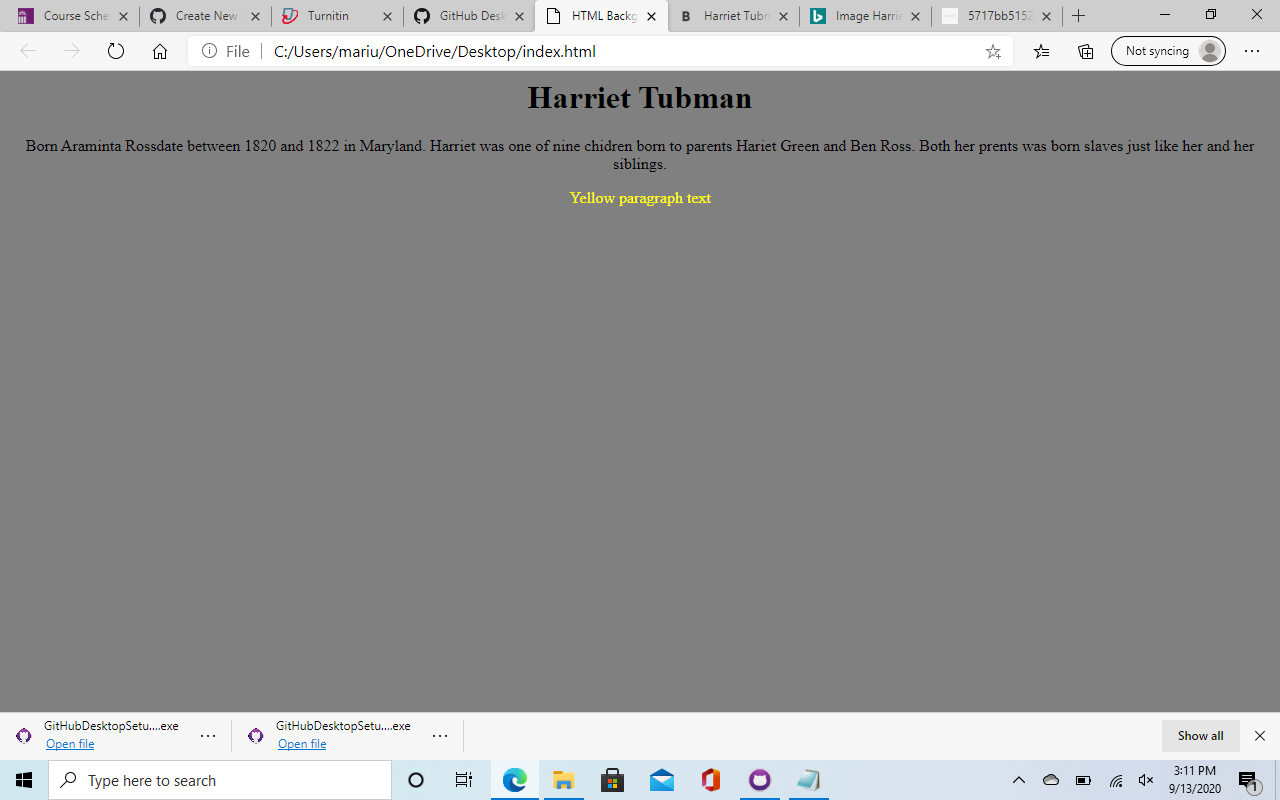 Course Sche
Create New
Turnitin
GitHub Desk
HTML Backg
Harriet Tubm
Image Harrie
5717bb5152
File
C:/Users/mariu/OneDrive/Desktop/index.html
Not syncing
Harriet Tubman
Born Araminta Rossdate between 1820 and 1822 in Maryland. Harriet was one of nine chidren born to parents Hariet Green and Ben Ross. Both her prents was born slaves just like her and her
siblings.
Yellow paragraph text
GitHubDesktopSetu....exe
Open file
GitHubDesktopSetu....exe
Open file
Show all
Type here to search
3:11 PM
9/13/2020
1